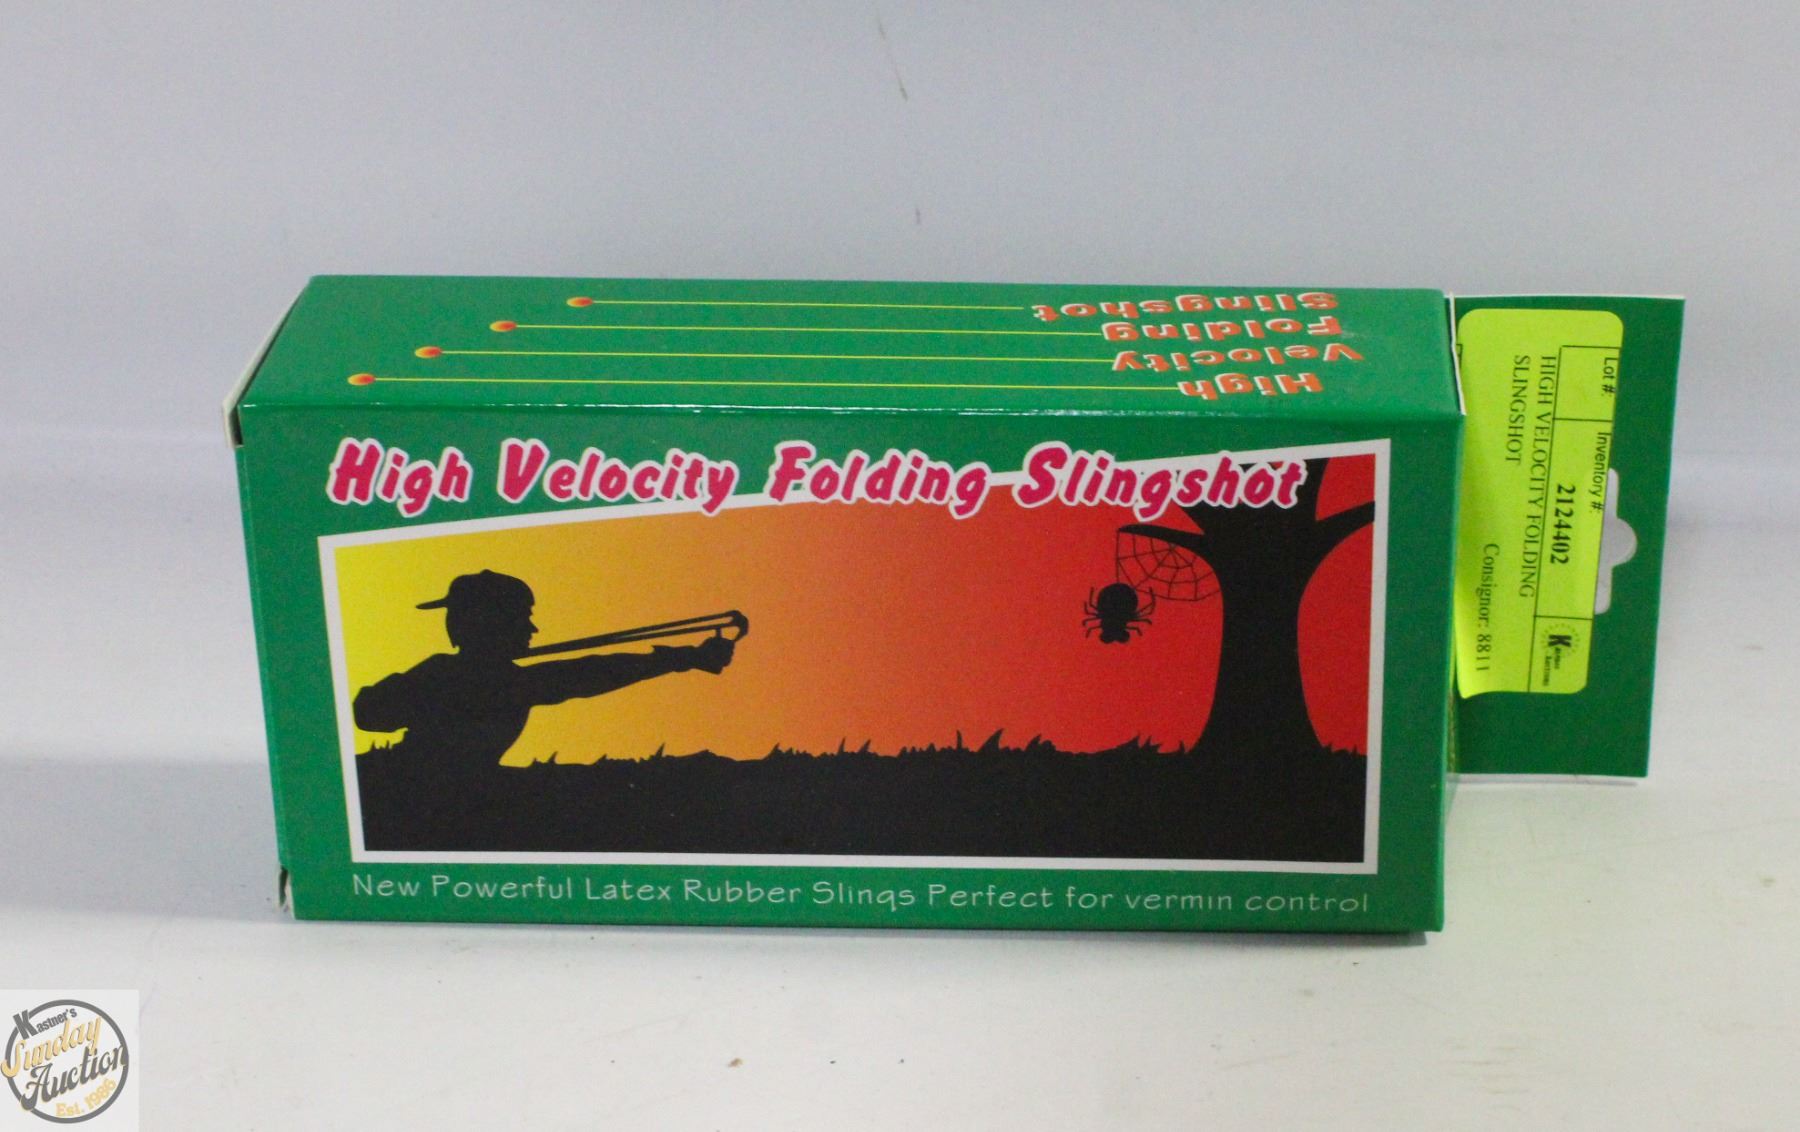 High
Velocity
Folding
Slingshot
High Velocity Folding Slingshot
New Powerful Latex Rubber Slings Perfect for vermin control
Lot #:
Inventory #:
2124402
HIGH VELOCITY FOLDING
SLINGSHOT
Consignor: 8811
Kastner's
Sunday
Auction
Est. 1986